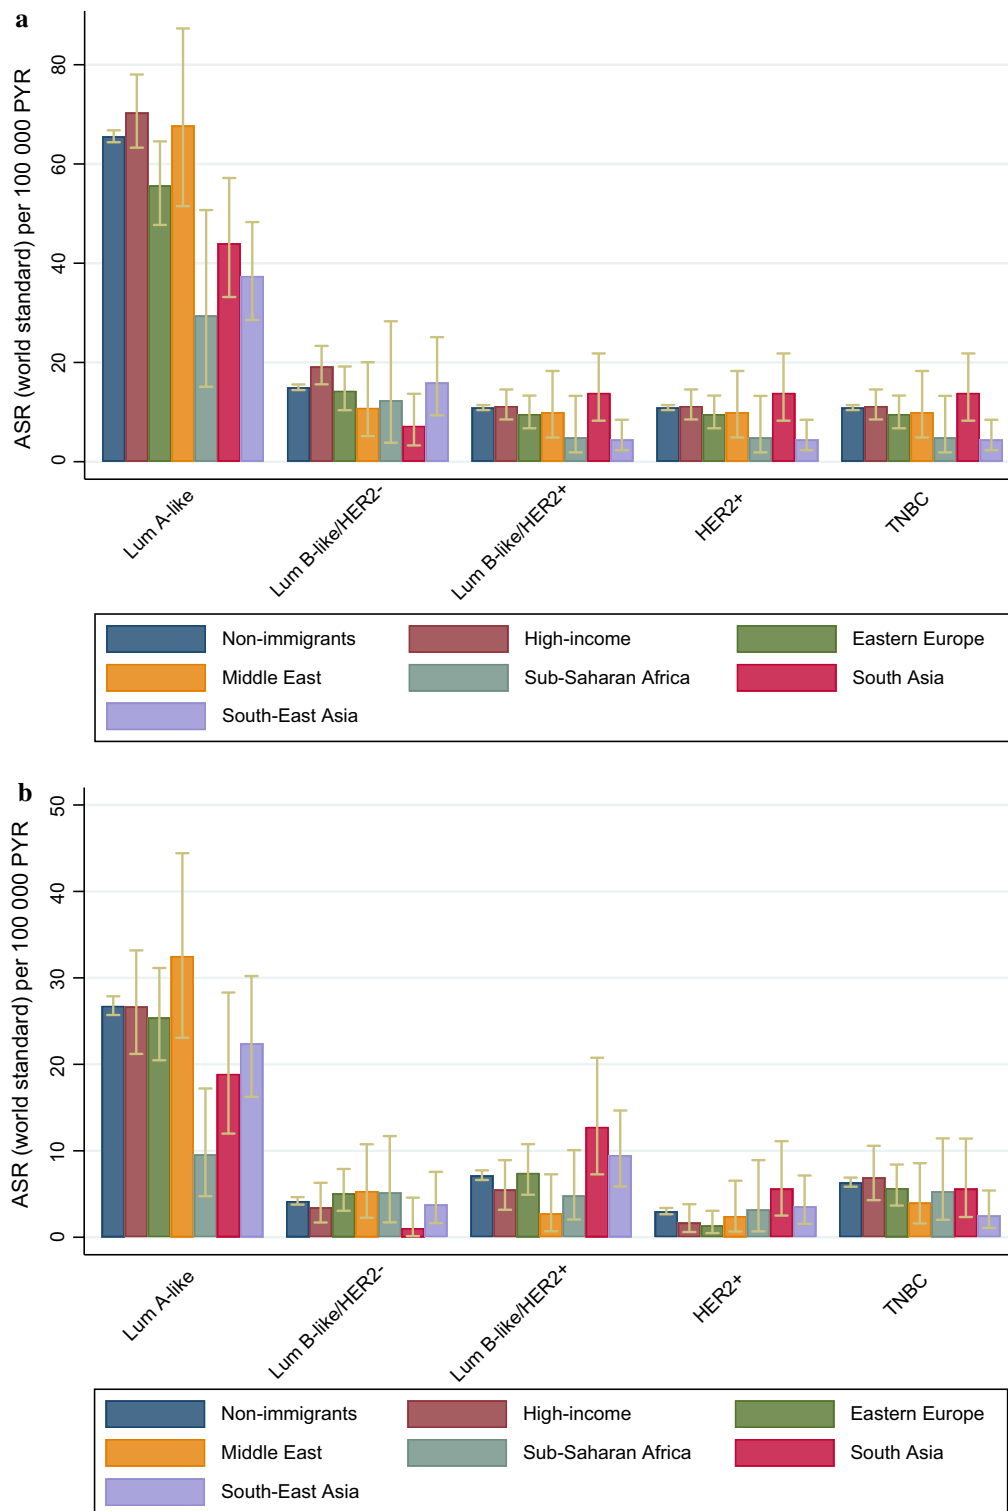 a
ASR (world standard) per 100 000 PYR
80
60
40
20
0
Lum A-like
Lum B-like/HER2-
Lum B-like/HER2+
HER2+
TNBC
Non-immigrants
High-income
Eastern Europe
Middle East
Sub-Saharan Africa
South Asia
South-East Asia
b
ASR (world standard) per 100 000 PYR
50
40
30
20
10
0
Lum A-like
Lum B-like/HER2-
Lum B-like/HER2+
HER2+
TNBC
Non-immigrants
High-income
Eastern Europe
Middle East
Sub-Saharan Africa
South Asia
South-East Asia